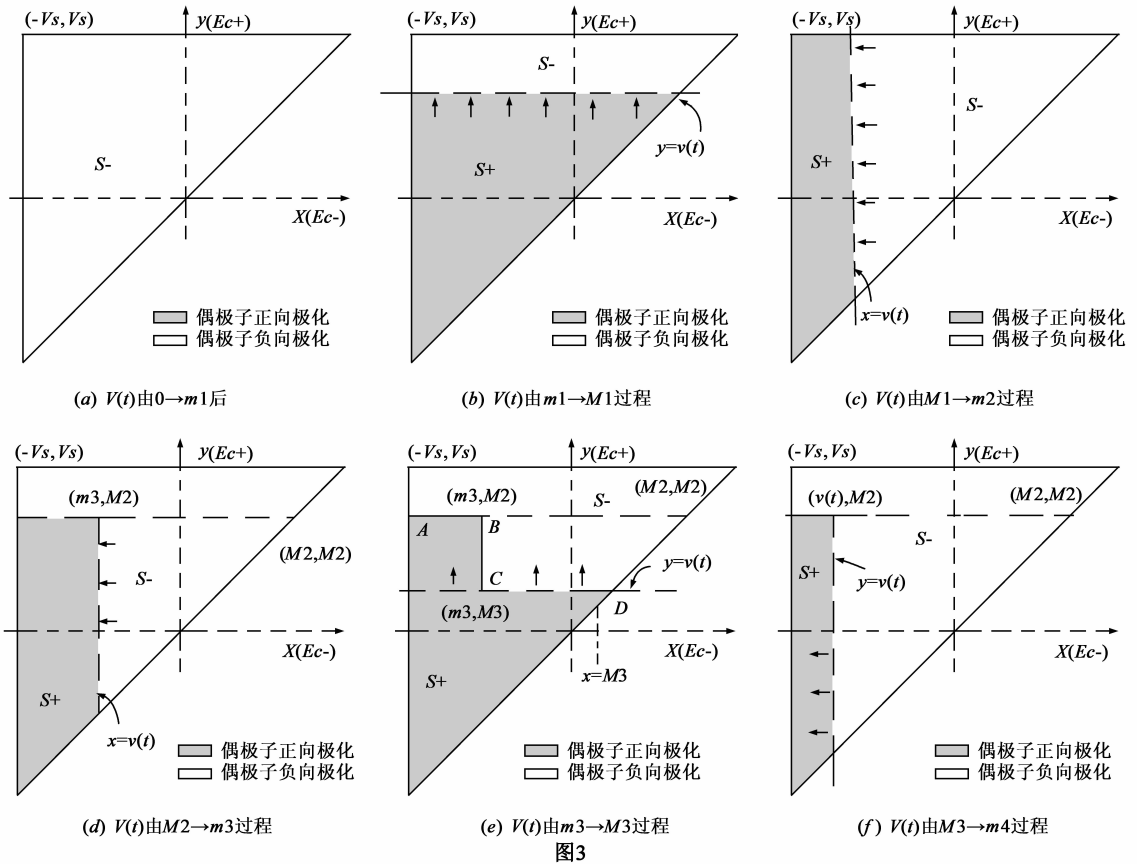 (-Vs,Vs)
y(Ec+)
S-
X(Ec-)
偶极子正向极化
偶极子负向极化
(a) V(t)由0→m1后
(-Vs,Vs)
y(Ec+)
S-
y=v(t)
S+
X(Ec-)
偶极子正向极化
偶极子负向极化
(b) V(t)由m1→M1过程
(-Vs,Vs)
y(Ec+)
S-
S+
X(Ec-)
x=v(t)
偶极子正向极化
偶极子负向极化
(c) V(t)由M1→m2过程
(-Vs,Vs)
y(Ec+)
(m3,M2)
(M2,M2)
S-
X(Ec-)
S+
x=v(t)
偶极子正向极化
偶极子负向极化
(d) V(t)由M2→m3过程
(-Vs,Vs)
y(Ec+)
(m3,M2)
S-
(M2,M2)
A
B
y=v(t)
C
(m3,M3)
D
X(Ec-)
x=M3
S+
偶极子正向极化
偶极子负向极化
(e) V(t)由m3→M3过程
(-Vs,Vs)
y(Ec+)
(v(t),M2)
(M2,M2)
S-
S+
y=v(t)
X(Ec-)
偶极子正向极化
偶极子负向极化
(f) V(t)由M3→m4过程
图3